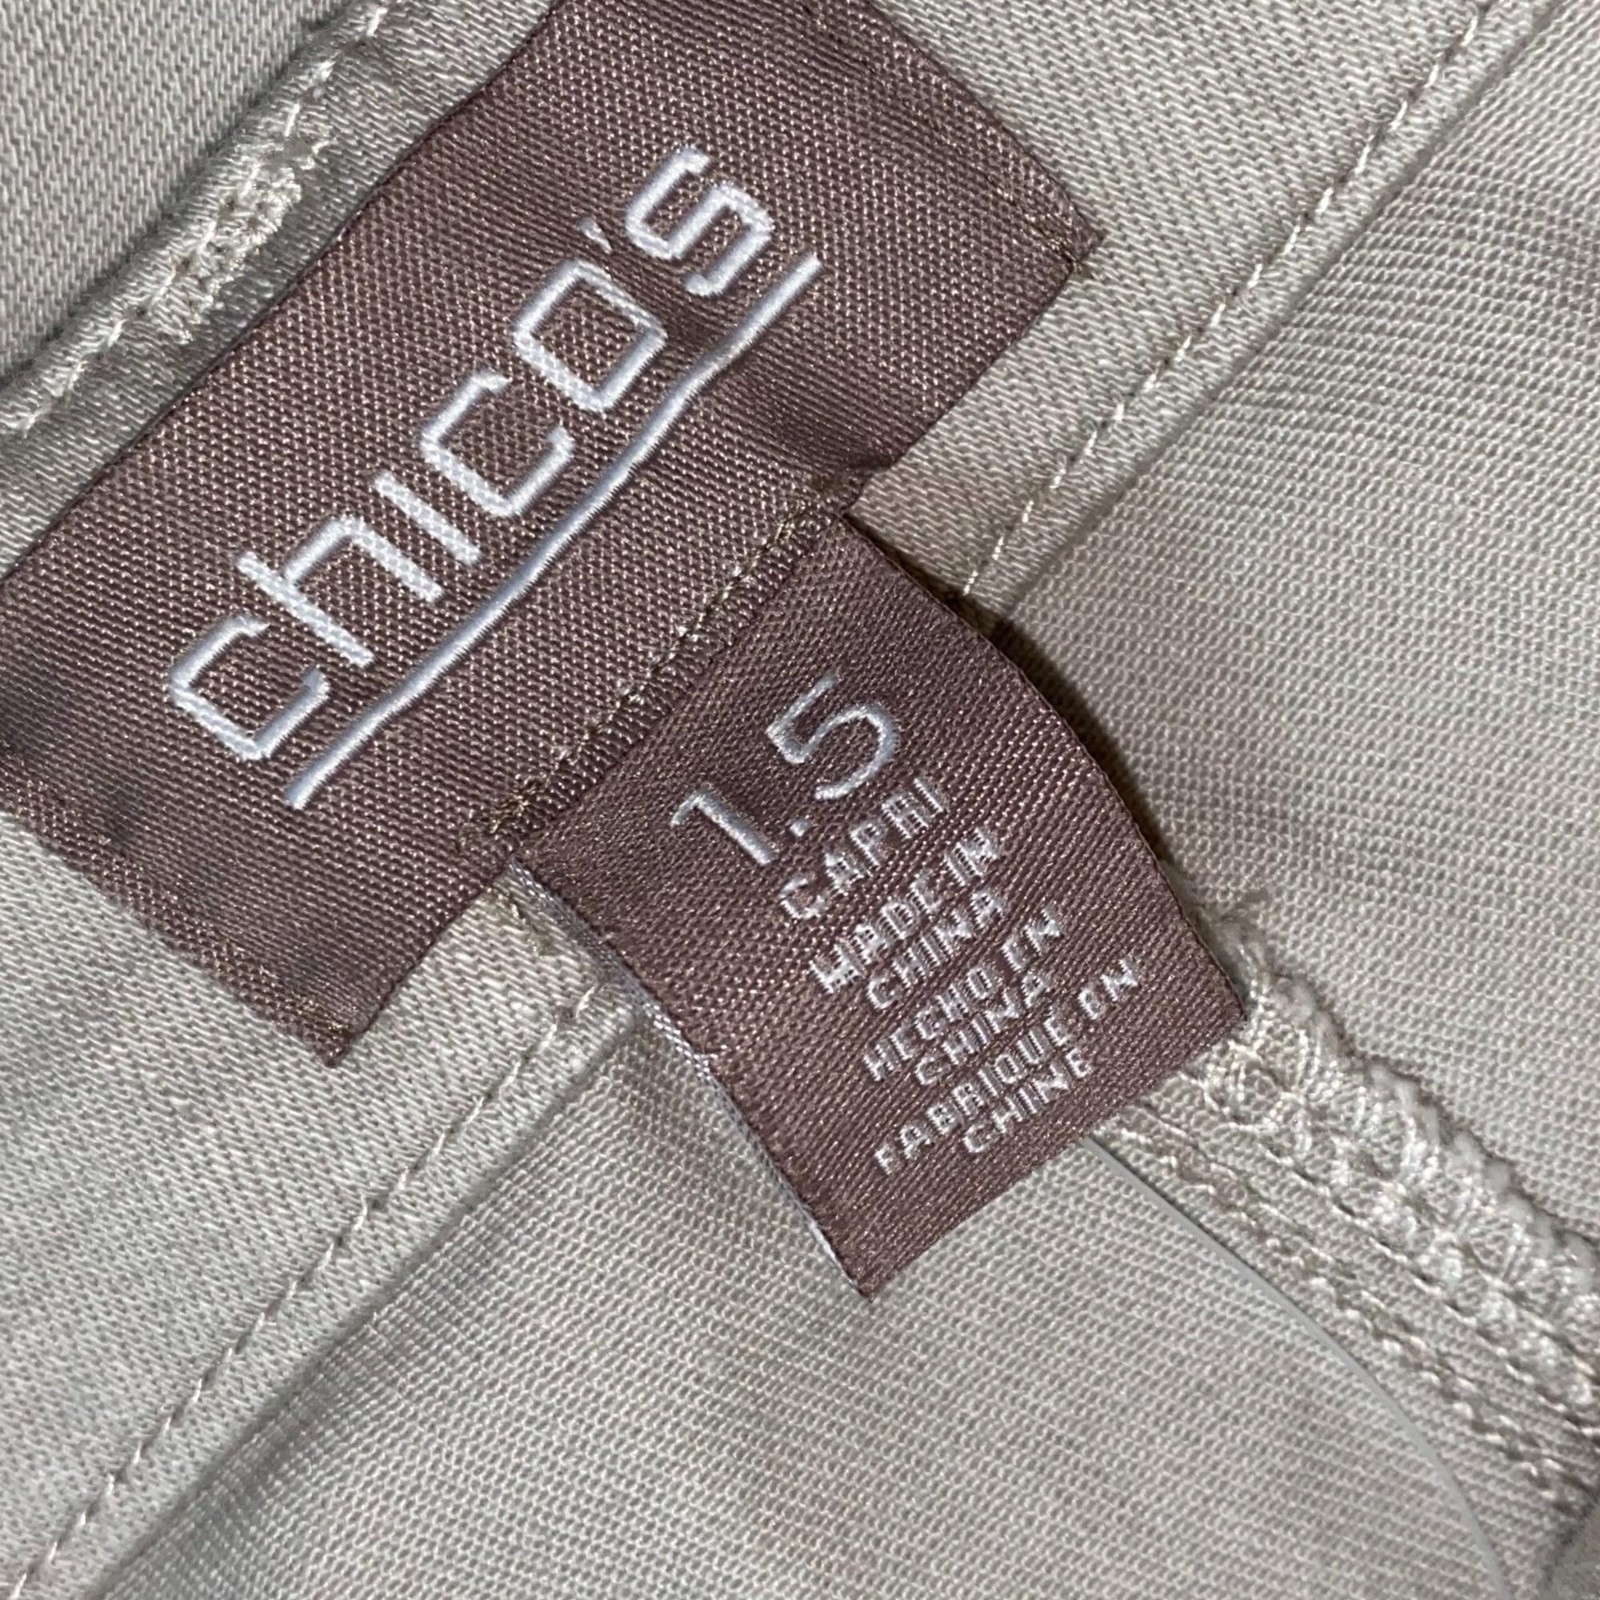 chico's
1.5
CAPRI
MADE IN
CHINA
HECHO EN
CHINA
FABRIQUE EN
CHINE